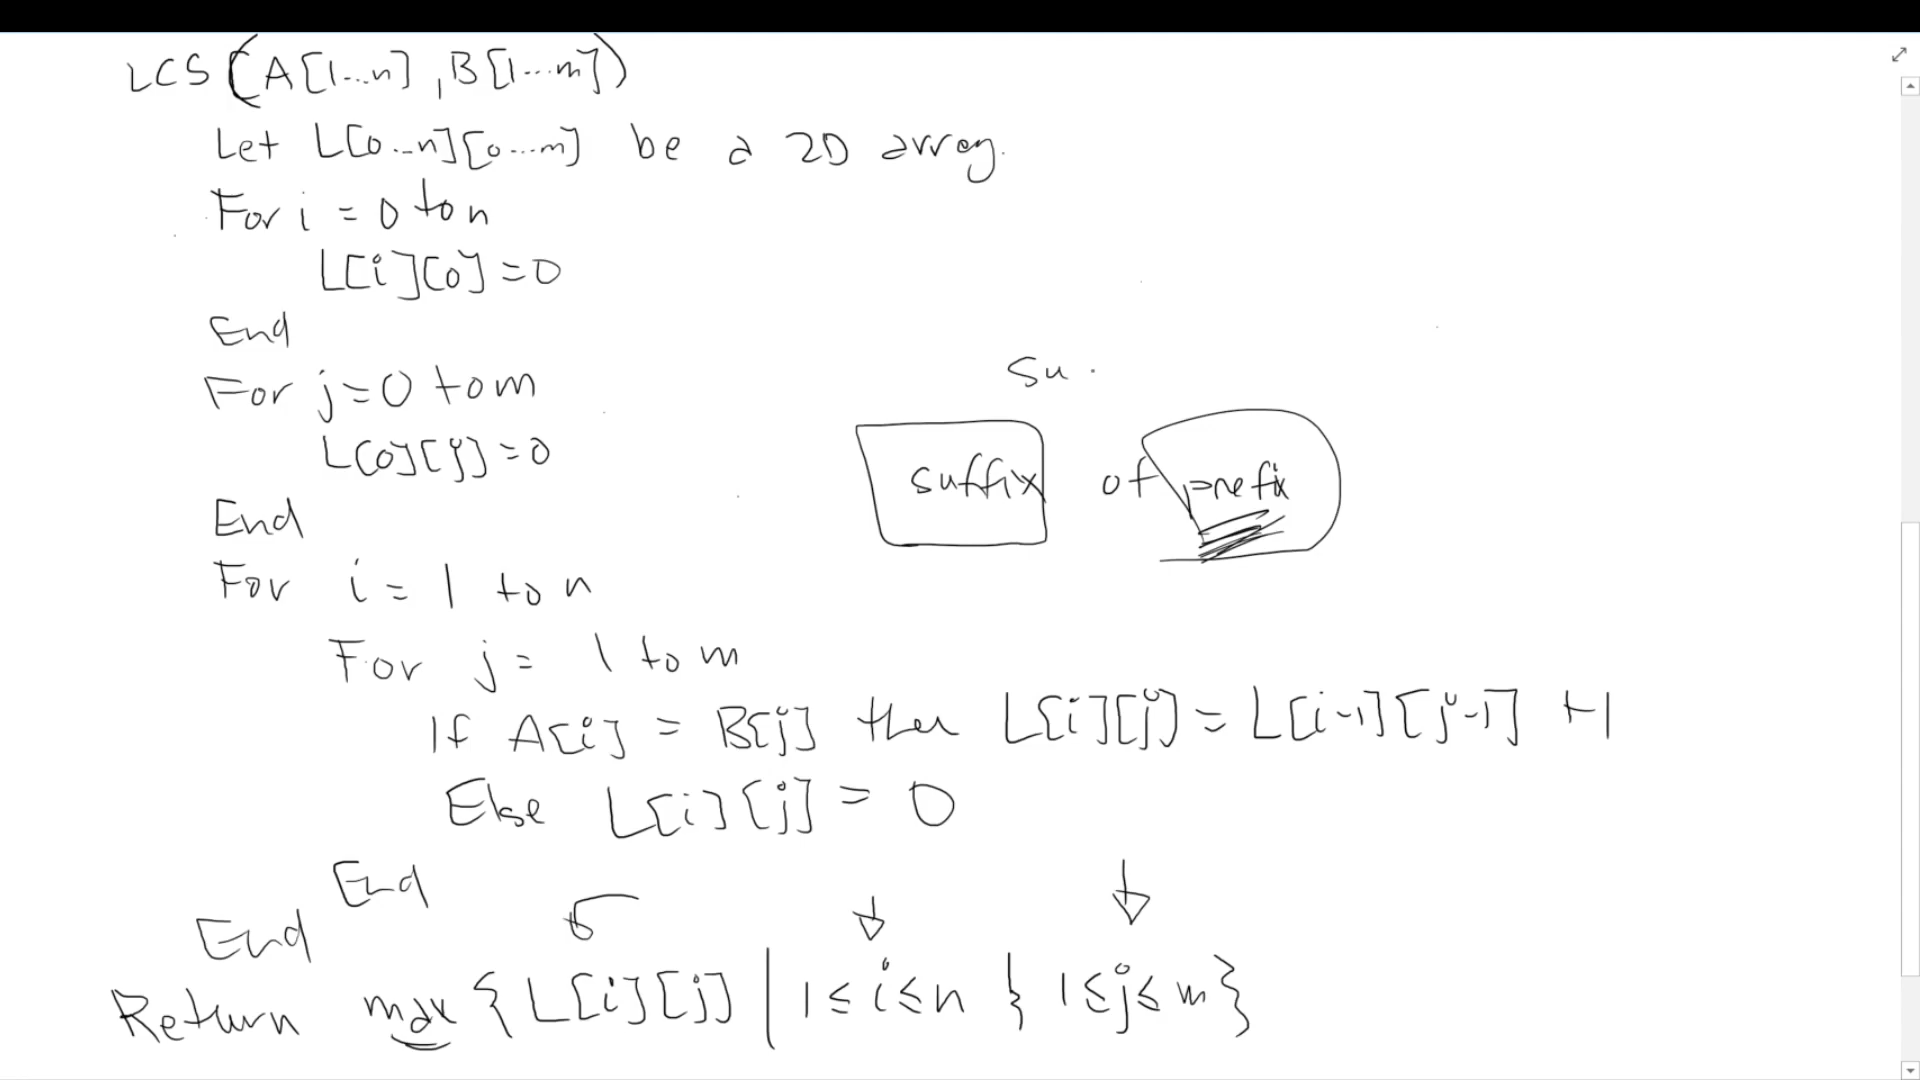 LCS (A[1...n], B[1...m])
Let L[0...n][0...m] be a 2D array.
For i = 0 to n
L[i][0] = 0
End
For j = 0 to m
L[0][j] = 0
End
Su
suffix of prefix
For i = 1 to n
For j = 1 to m
If A[i] = B[j] then L[i][j] = L[i-1][j-1] +1
Else L[i][j] = 0
End
End
Return max {L[i][j] | 1≤i≤n } 1≤j≤m}